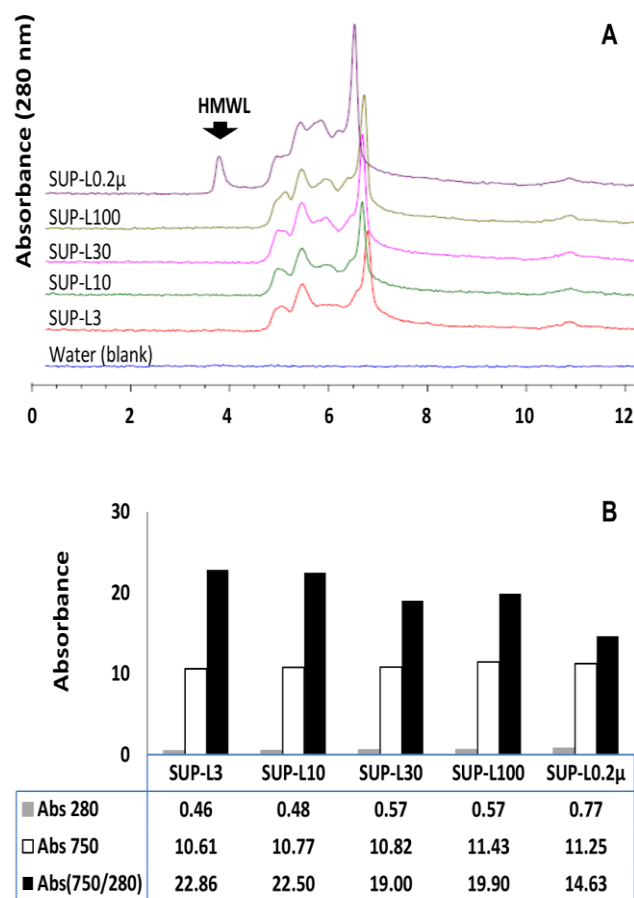 A
Absorbance (280 nm)
HMWL
SUP-L0.2μ
SUP-L100
SUP-L30
SUP-L10
SUP-L3
Water (blank)
0 2 4 6 8 10 12
B
Absorbance
30
20
10
0
SUP-L3 SUP-L10 SUP-L30 SUP-L100 SUP-L0.2μ
Abs 280 0.46 0.48 0.57 0.57 0.77
Abs 750 10.61 10.77 10.82 11.43 11.25
Abs(750/280) 22.86 22.50 19.00 19.90 14.63